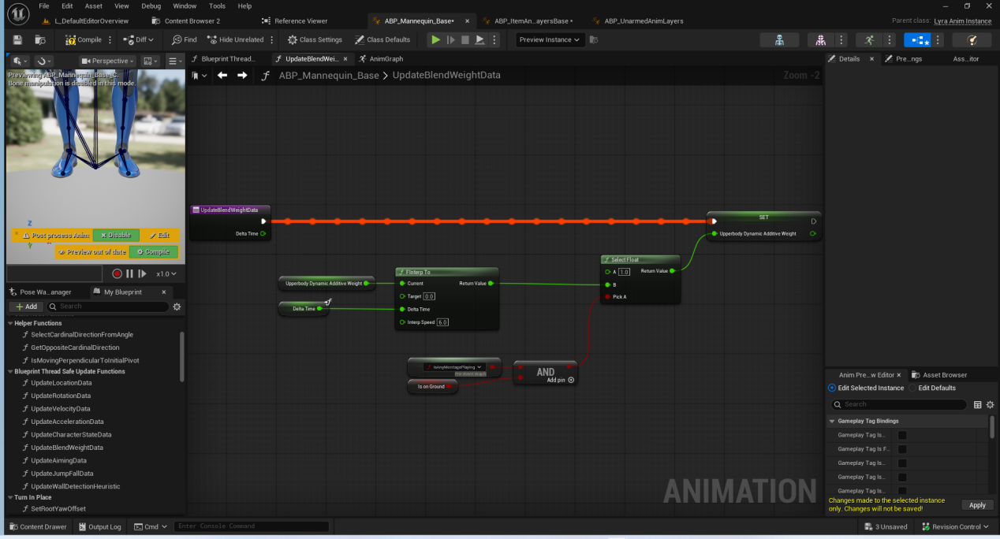 File Edit Asset View Debug Window Tools Help
L_DefaultEditorOverview Content Browser 2 Reference Viewer ABP_Mannequin_Base• ABP_ItemAn...ayersBase • ABP_UnarmedAnimLayers Parent class: Lyra Anim Instance
Compile Diff Find Hide Unrelated Class Settings Class Defaults Preview Instance
Perspective
Previewing ABP_Mannequin_Base_C.
Bone manipulation is disabled in this mode.
Z
Y
Post process Anim: Disable Edit
Preview out of date Compile
x1.0
Pose Wa...anager My Blueprint
Add Search
Helper Functions
SelectCardinalDirectionFromAngle
GetOppositeCardinalDirection
IsMovingPerpendicularToInitialPivot
Blueprint Thread Safe Update Functions
UpdateLocationData
UpdateRotationData
UpdateVelocityData
UpdateAccelerationData
UpdateCharacterStateData
UpdateBlendWeightData
UpdateAimingData
UpdateJumpFallData
UpdateWallDetectionHeuristic
Turn In Place
SetRootYawOffset
Blueprint Thread... UpdateBlendWei... AnimGraph
ABP_Mannequin_Base > UpdateBlendWeightData Zoom -2
UpdateBlendWeightData
Delta Time
SET
Upperbody Dynamic Additive Weight
Select Float
A 1.0 Return Value
B
Pick A
Upperbody Dynamic Additive Weight
Delta Time
FInterp To
Current Return Value
Target 0.0
Delta Time
Interp Speed 6.0
IsAnyMontagePlaying
Is on Ground
AND
Add pin
ANIMATION
Details Pre...ngs Ass...itor
Anim Pre...w Editor Asset Browser
Edit Selected Instance Edit Defaults
Search
Gameplay Tag Bindings
Gameplay Tag Is...
Gameplay Tag Is F...
Gameplay Tag Is...
Gameplay Tag Is...
Gameplay Tag Is...
Changes made to the selected instance
only. Changes will not be saved!
Apply
Content Drawer Output Log Cmd Enter Console Command 3 Unsaved Revision Control